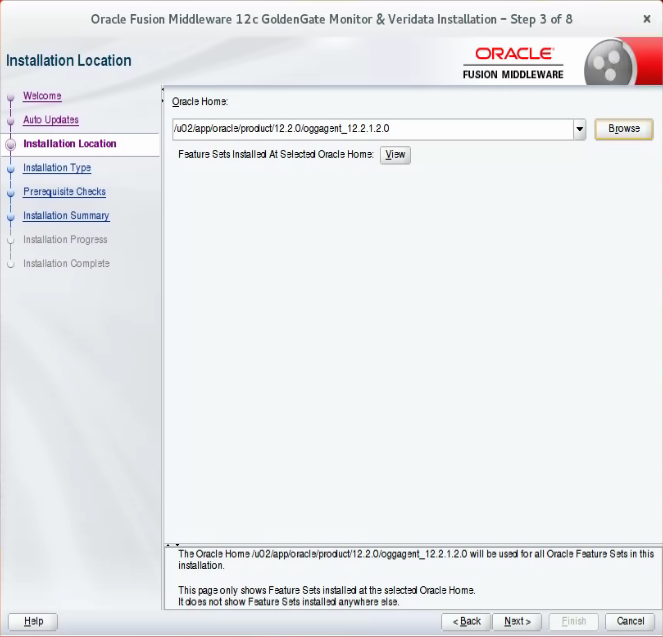 Oracle Fusion Middleware 12c GoldenGate Monitor & Veridata Installation – Step 3 of 8
Installation Location
ORACLE
FUSION MIDDLEWARE
Welcome
Auto Updates
Installation Location
Installation Type
Prerequisite Checks
Installation Summary
Installation Progress
Installation Complete
Oracle Home:
/u02/app/oracle/product/12.2.0/oggagent_12.2.1.2.0
Browse
Feature Sets Installed At Selected Oracle Home:
View
The Oracle Home /u02/app/oracle/product/12.2.0/oggagent_12.2.1.2.0 will be used for all Oracle Feature Sets in this
installation.
This page only shows Feature Sets installed at the selected Oracle Home.
It does not show Feature Sets installed anywhere else.
Help
< Back
Next >
Finish
Cancel